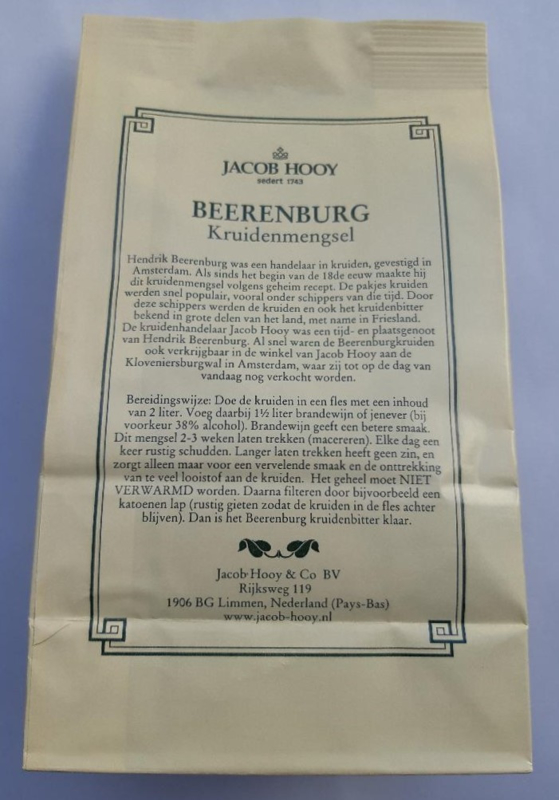 JACOB HOOY
sedert 1743
BEERENBURG
Kruidenmengsel
Hendrik Beerenburg was een handelaar in kruiden, gevestigd in
Amsterdam. Als sinds het begin van de 18de eeuw maakte hij
dit kruidenmengsel volgens geheim recept. De pakjes kruiden
werden snel populair, vooral onder schippers van die tijd. Door
deze schippers werden de kruiden en ook het kruidenbitter
bekend in grote delen van het land, met name in Friesland.
De kruidenhandelaar Jacob Hooy was een tijd- en plaatsgenoot
van Hendrik Beerenburg. Al snel waren de Beerenburgkruiden
ook verkrijgbaar in de winkel van Jacob Hooy aan de
Kloveniersburgwal in Amsterdam, waar zij tot op de dag van
vandaag nog verkocht worden.
Bereidingswijze: Doe de kruiden in een fles met een inhoud
van 2 liter. Voeg daarbij 1½ liter brandewijn of jenever (bij
voorkeur 38% alcohol). Brandewijn geeft een betere smaak.
Dit mengsel 2-3 weken laten trekken (macereren). Elke dag een
keer rustig schudden. Langer laten trekken heeft geen zin, en
zorgt alleen maar voor een vervelende smaak en de onttrekking
van te veel looistof aan de kruiden. Het geheel moet NIET
VERWARMD worden. Daarna filteren door bijvoorbeeld een
katoenen lap (rustig gieten zodat de kruiden in de fles achter
blijven). Dan is het Beerenburg kruidenbitter klaar.
Jacob Hooy & Co BV
Rijksweg 119
1906 BG Limmen, Nederland (Pays-Bas)
www.jacob-hooy.nl